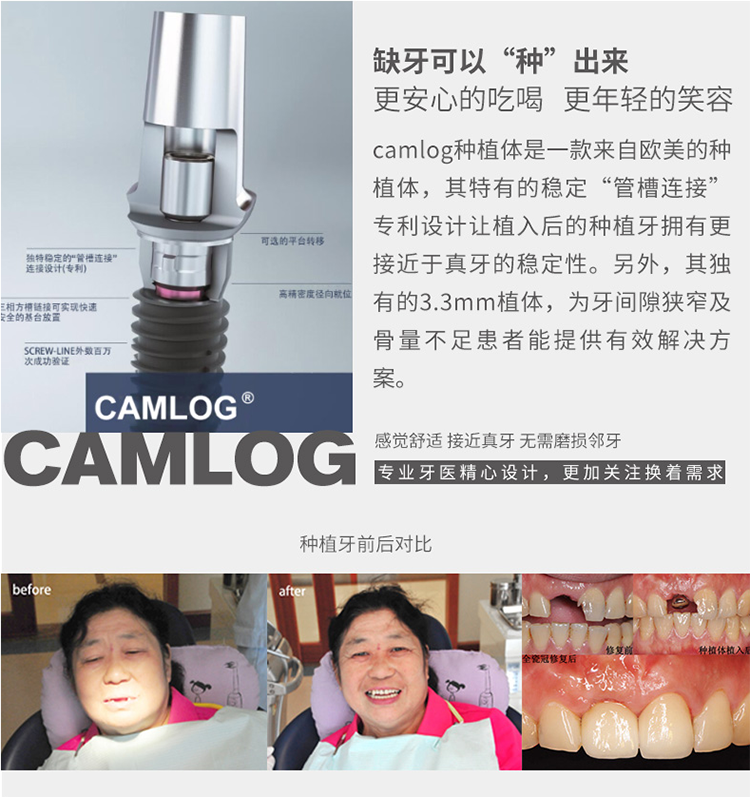 缺牙可以“种”出来
更安心的吃喝 更年轻的笑容
camlog种植体是一款来自欧美的种
植体，其特有的稳定“管槽连接”
专利设计让植入后的种植牙拥有更
接近于真牙的稳定性。另外，其独
有的3.3mm植体，为牙间隙狭窄及
骨量不足患者能提供有效解决方
案。
可选的平台转移
独特稳定的“管槽连接”
连接设计(专利)
高精密度径向就位
三相方槽链接可实现快速
安全的基台放置
SCREW-LINE外数百万
次成功验证
CAMLOG®
CAMLOG
感觉舒适 接近真牙 无需磨损邻牙
专业牙医精心设计，更加关注换着需求
种植牙前后对比
before
after
修复前
种植体植入后
全瓷冠修复后